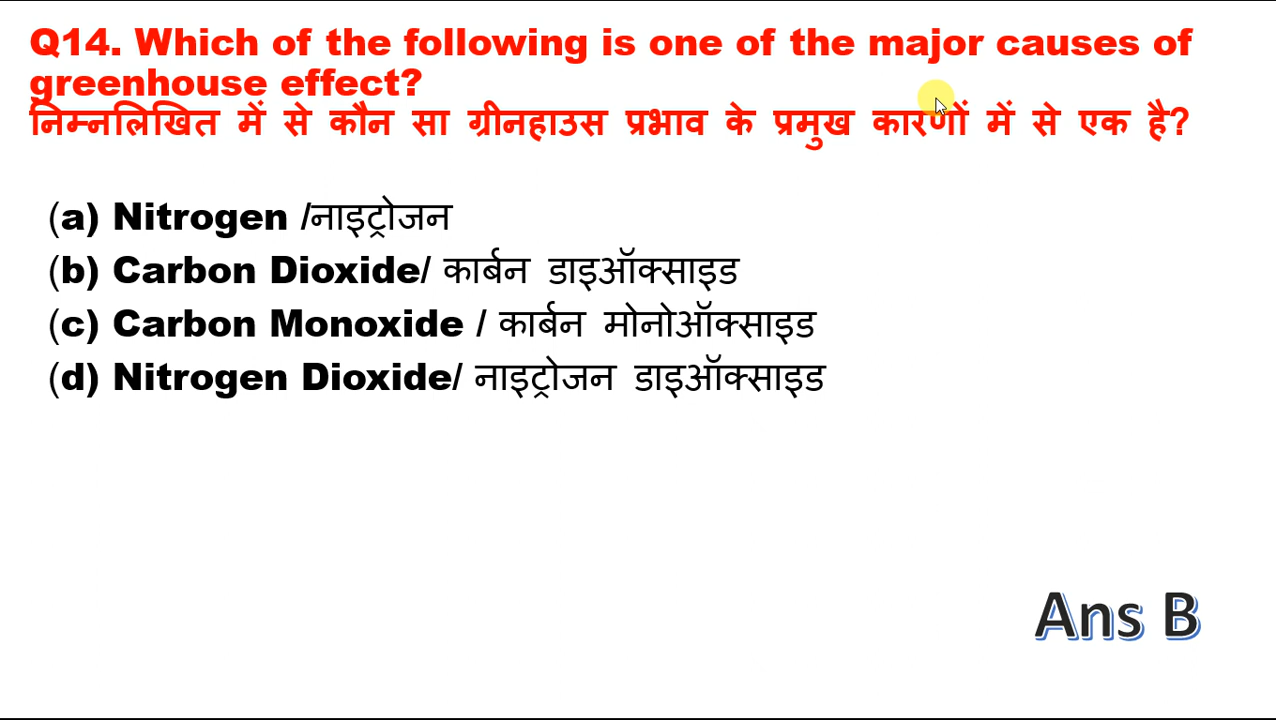 Q14. Which of the following is one of the major causes of
greenhouse effect?
निम्नलिखित में से कौन सा ग्रीनहाउस प्रभाव के प्रमुख कारणों में से एक है?
(a) Nitrogen /नाइट्रोजन
(b) Carbon Dioxide/ कार्बन डाइऑक्साइड
(c) Carbon Monoxide / कार्बन मोनोऑक्साइड
(d) Nitrogen Dioxide/ नाइट्रोजन डाइऑक्साइड
Ans B